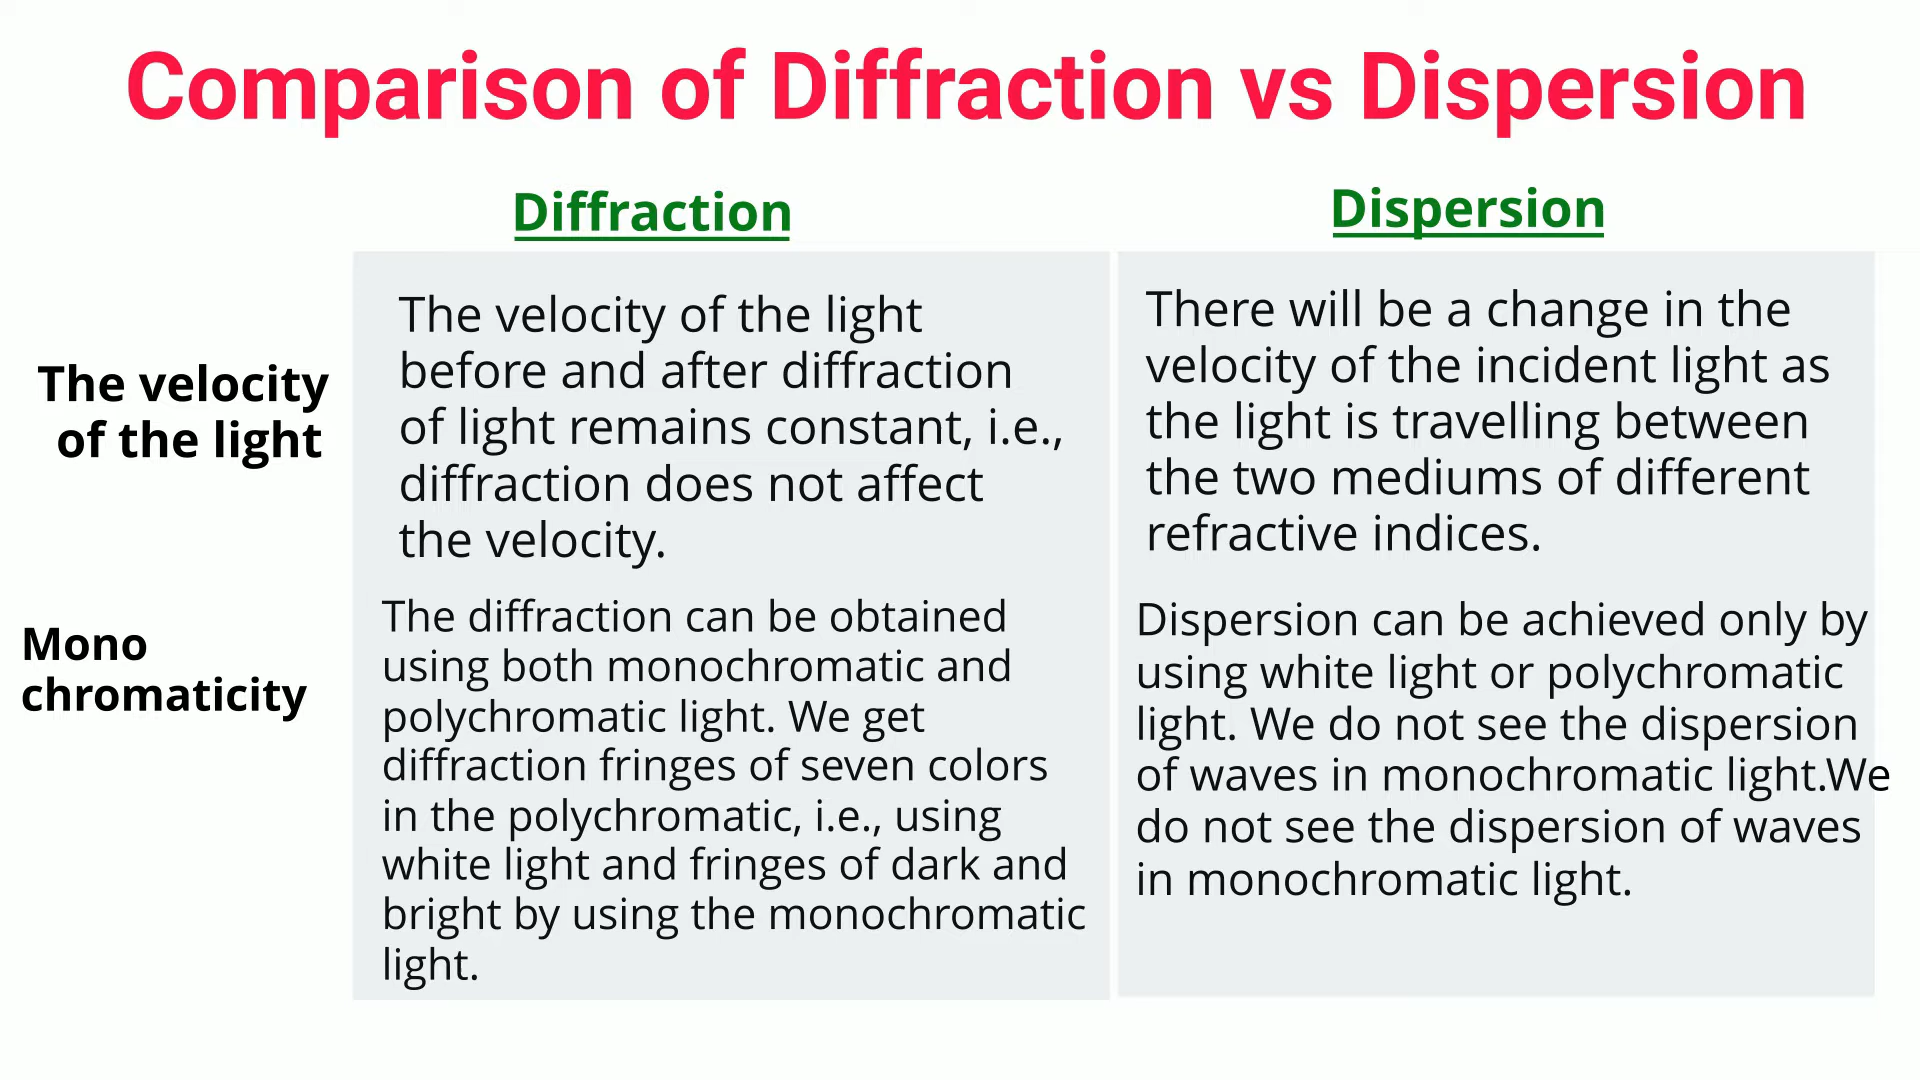 Comparison of Diffraction vs Dispersion
Diffraction
Dispersion
The velocity
of the light
The velocity of the light
before and after diffraction
of light remains constant, i.e.,
diffraction does not affect
the velocity.
There will be a change in the
velocity of the incident light as
the light is travelling between
the two mediums of different
refractive indices.
Mono
chromaticity
The diffraction can be obtained
using both monochromatic and
polychromatic light. We get
diffraction fringes of seven colors
in the polychromatic, i.e., using
white light and fringes of dark and
bright by using the monochromatic
light.
Dispersion can be achieved only by
using white light or polychromatic
light. We do not see the dispersion
of waves in monochromatic light.We
do not see the dispersion of waves
in monochromatic light.